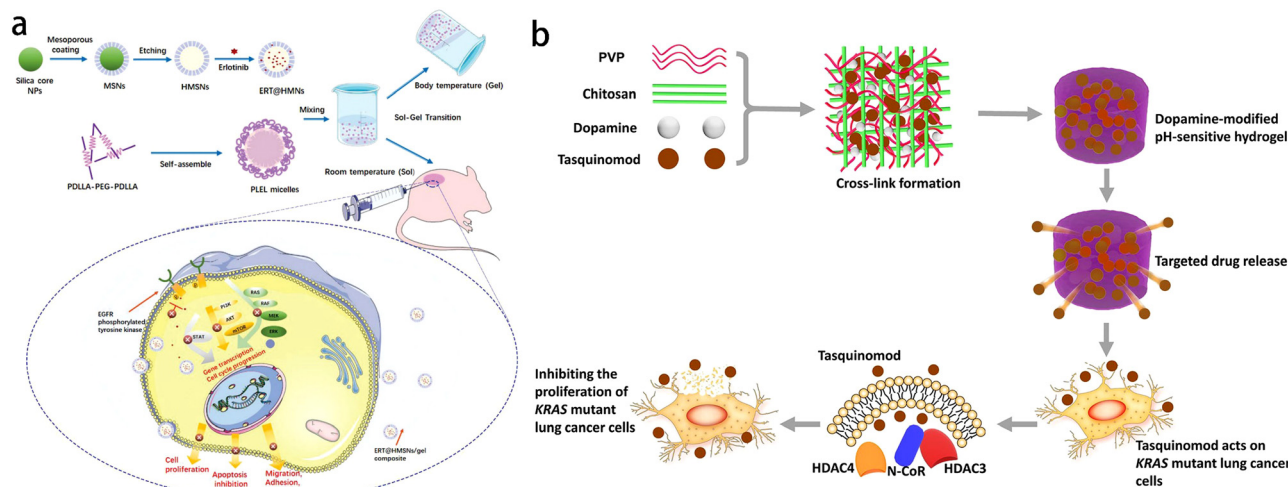 a
Mesoporous
coating
Etching
Erlotinib
Silica core
NPs
MSNs
HMSNs
ERT@HMNs
Mixing
Body temperature (Gel)
Sol-Gel Transition
Self-assemble
PDLLA-PEG-PDLLA
PLEL micelles
Room temperature (Sol)
EGFR
phosphorylated
tyrosine kinase
RAS
RAF
MEK
ERK
PI3K
AKT
mTOR
STAT
Gene transcription
Cell cycle progression
Cell
proliferation
Apoptosis
inhibition
Migration,
Adhesion,
ERT@HMSNs/gel
composite
b
PVP
Chitosan
Dopamine
Tasquinomod
Cross-link formation
Dopamine-modified
pH-sensitive hydrogel
Targeted drug release
Tasquinomod acts on
KRAS mutant lung cancer
cells
Tasquinomod
HDAC4
N-CoR
HDAC3
Inhibiting the
proliferation of
KRAS mutant
lung cancer cells